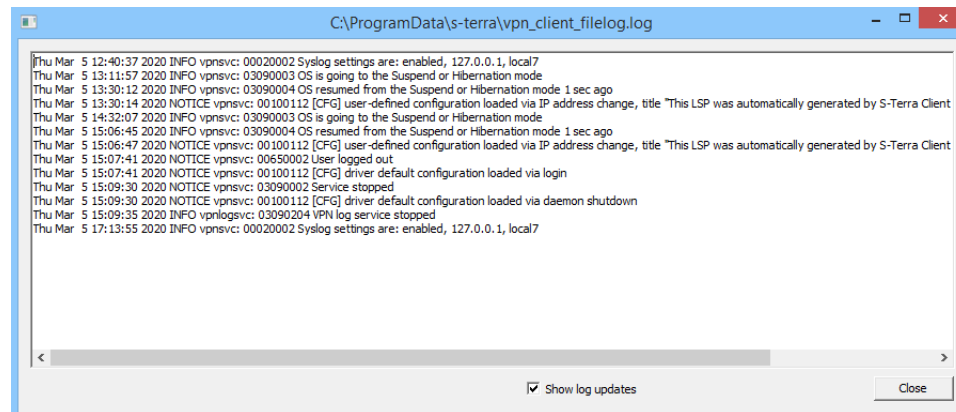 C:\ProgramData\s-terra\vpn_client_filelog.log
Thu Mar 5 12:40:37 2020 INFO vpnsvc: 00020002 Syslog settings are: enabled, 127.0.0.1, local7
Thu Mar 5 13:11:57 2020 INFO vpnsvc: 03090003 OS is going to the Suspend or Hibernation mode
Thu Mar 5 13:30:12 2020 INFO vpnsvc: 03090004 OS resumed from the Suspend or Hibernation mode 1 sec ago
Thu Mar 5 13:30:14 2020 NOTICE vpnsvc: 00100112 [CFG] user-defined configuration loaded via IP address change, title "This LSP was automatically generated by S-Terra Client
Thu Mar 5 14:32:07 2020 INFO vpnsvc: 03090003 OS is going to the Suspend or Hibernation mode
Thu Mar 5 15:06:45 2020 INFO vpnsvc: 03090004 OS resumed from the Suspend or Hibernation mode 1 sec ago
Thu Mar 5 15:06:47 2020 NOTICE vpnsvc: 00100112 [CFG] user-defined configuration loaded via IP address change, title "This LSP was automatically generated by S-Terra Client
Thu Mar 5 15:07:41 2020 NOTICE vpnsvc: 00650002 User logged out
Thu Mar 5 15:07:41 2020 NOTICE vpnsvc: 00100112 [CFG] driver default configuration loaded via login
Thu Mar 5 15:09:30 2020 NOTICE vpnsvc: 03090002 Service stopped
Thu Mar 5 15:09:30 2020 NOTICE vpnsvc: 00100112 [CFG] driver default configuration loaded via daemon shutdown
Thu Mar 5 15:09:35 2020 INFO vpnlogsvc: 03090204 VPN log service stopped
Thu Mar 5 17:13:55 2020 INFO vpnsvc: 00020002 Syslog settings are: enabled, 127.0.0.1, local7
Show log updates
Close